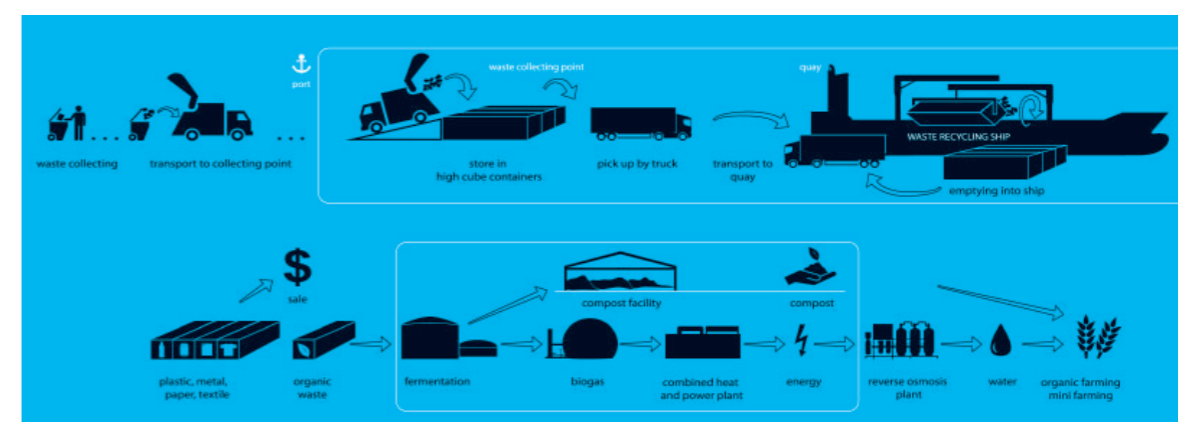 port
waste collecting point
quay
WASTE RECYCLING SHIP
waste collecting
transport to collecting point
store in
high cube containers
pick up by truck
transport to
quay
emptying into ship
$
sale
compost facility
compost
plastic, metal,
paper, textile
organic
waste
fermentation
biogas
combined heat
and power plant
energy
reverse osmosis
plant
water
organic farming
mini farming